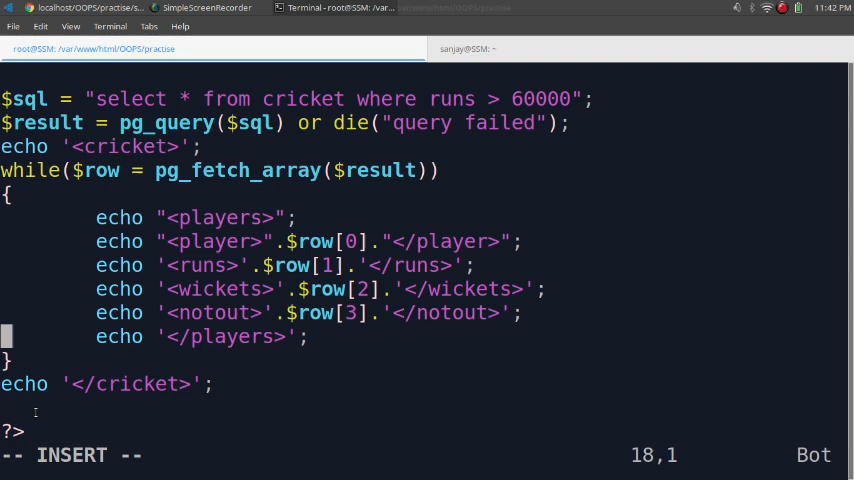 localhost/OOPS/practise/s...
SimpleScreenRecorder
Terminal - root@SSM: /var...
11:42 PM
File Edit View Terminal Tabs Help
root@SSM: /var/www/html/OOPS/practise
sanjay@SSM: ~
$sql = "select * from cricket where runs > 60000";
$result = pg_query($sql) or die("query failed");
echo '<cricket>';
while($row = pg_fetch_array($result))
{
echo "<players>";
echo "<player>".$row[0]."</player>";
echo '<runs>'.$row[1].'</runs>';
echo '<wickets>'.$row[2].'</wickets>';
echo '<notout>'.$row[3].'</notout>';
echo '</players>';
}
echo '</cricket>';
?>
-- INSERT -- 18,1 Bot